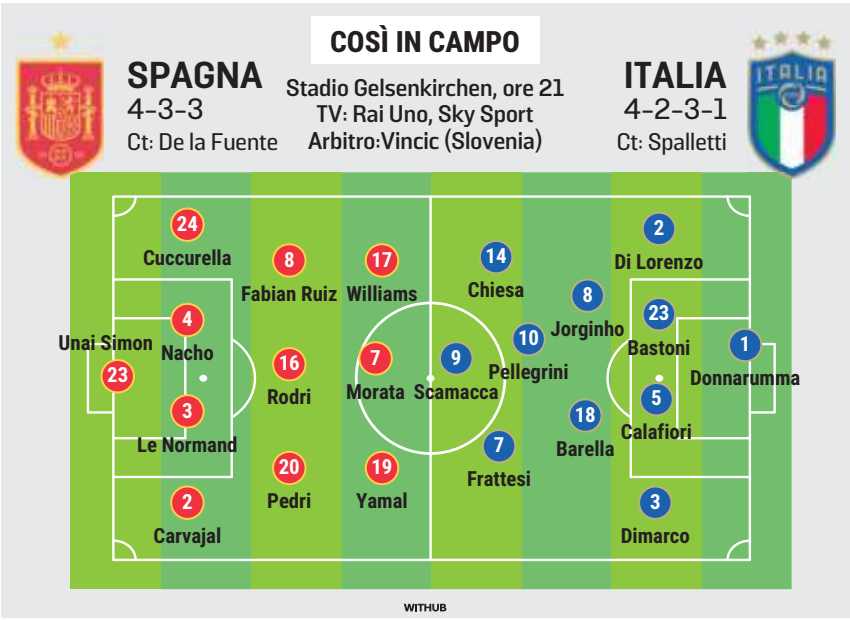 COSÌ IN CAMPO
SPAGNA
4-3-3
Ct: De la Fuente
Stadio Gelsenkirchen, ore 21
TV: Rai Uno, Sky Sport
Arbitro:Vincic (Slovenia)
ITALIA
4-2-3-1
Ct: Spalletti
ITALIA
24
Cuccurella
8
Fabian Ruiz
17
Williams
4
Nacho
Unai Simon
23
16
Rodri
7
Morata
3
Le Normand
20
Pedri
19
Yamal
2
Carvajal
14
Chiesa
2
Di Lorenzo
8
Jorginho
23
Bastoni
10
Pellegrini
9
Scamacca
1
Donnarumma
5
Calafiori
18
Barella
7
Frattesi
3
Dimarco
WITHUB